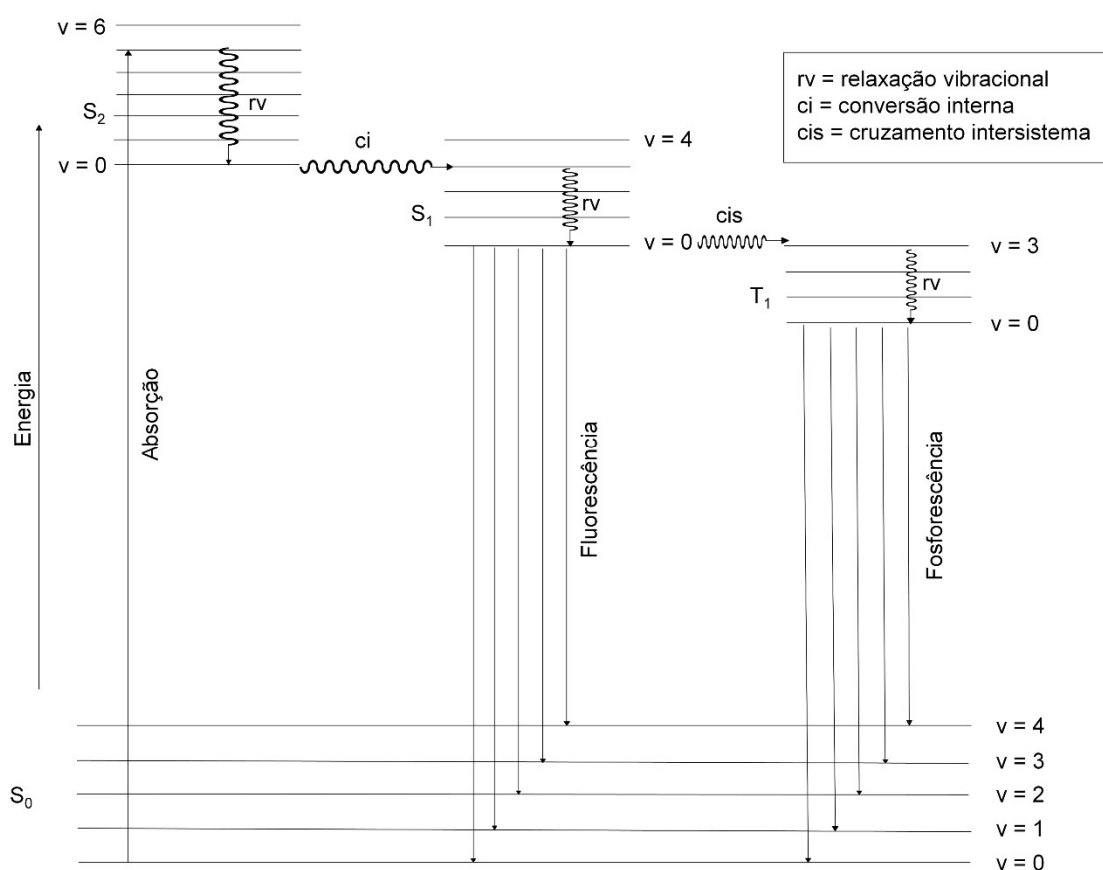 v = 6
S2
rv
v = 0
ci
v = 4
S1
rv
v = 0
cis
v = 3
T1
rv
v = 0
rv = relaxação vibracional
ci = conversão interna
cis = cruzamento intersistema
Energia
Absorção
Fluorescência
Fosforescência
S0
v = 4
v = 3
v = 2
v = 1
v = 0